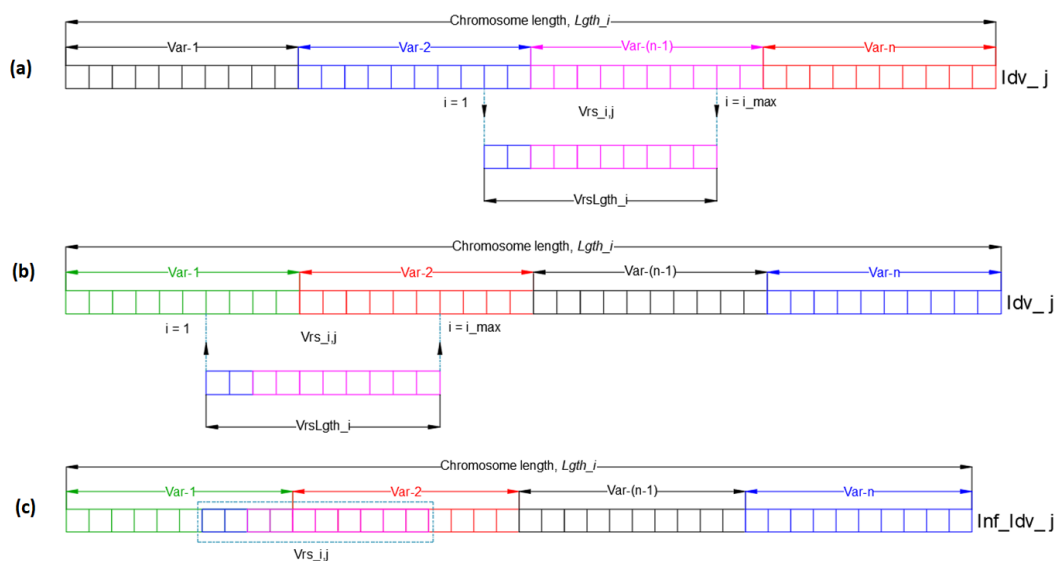 Chromosome length, Lgth_i
Var-1 Var-2 Var-(n-1) Var-n
(a)
Idv_ j
i = 1 Vrs_i,j i = i_max
VrsLgth_i
Chromosome length, Lgth_i
(b)
Var-1 Var-2 Var-(n-1) Var-n
Idv_ j
i = 1 Vrs_i,j i = i_max
VrsLgth_i
Chromosome length, Lgth_i
Var-1 Var-2 Var-(n-1) Var-n
(c)
Inf_Idv_ j
Vrs_i,j